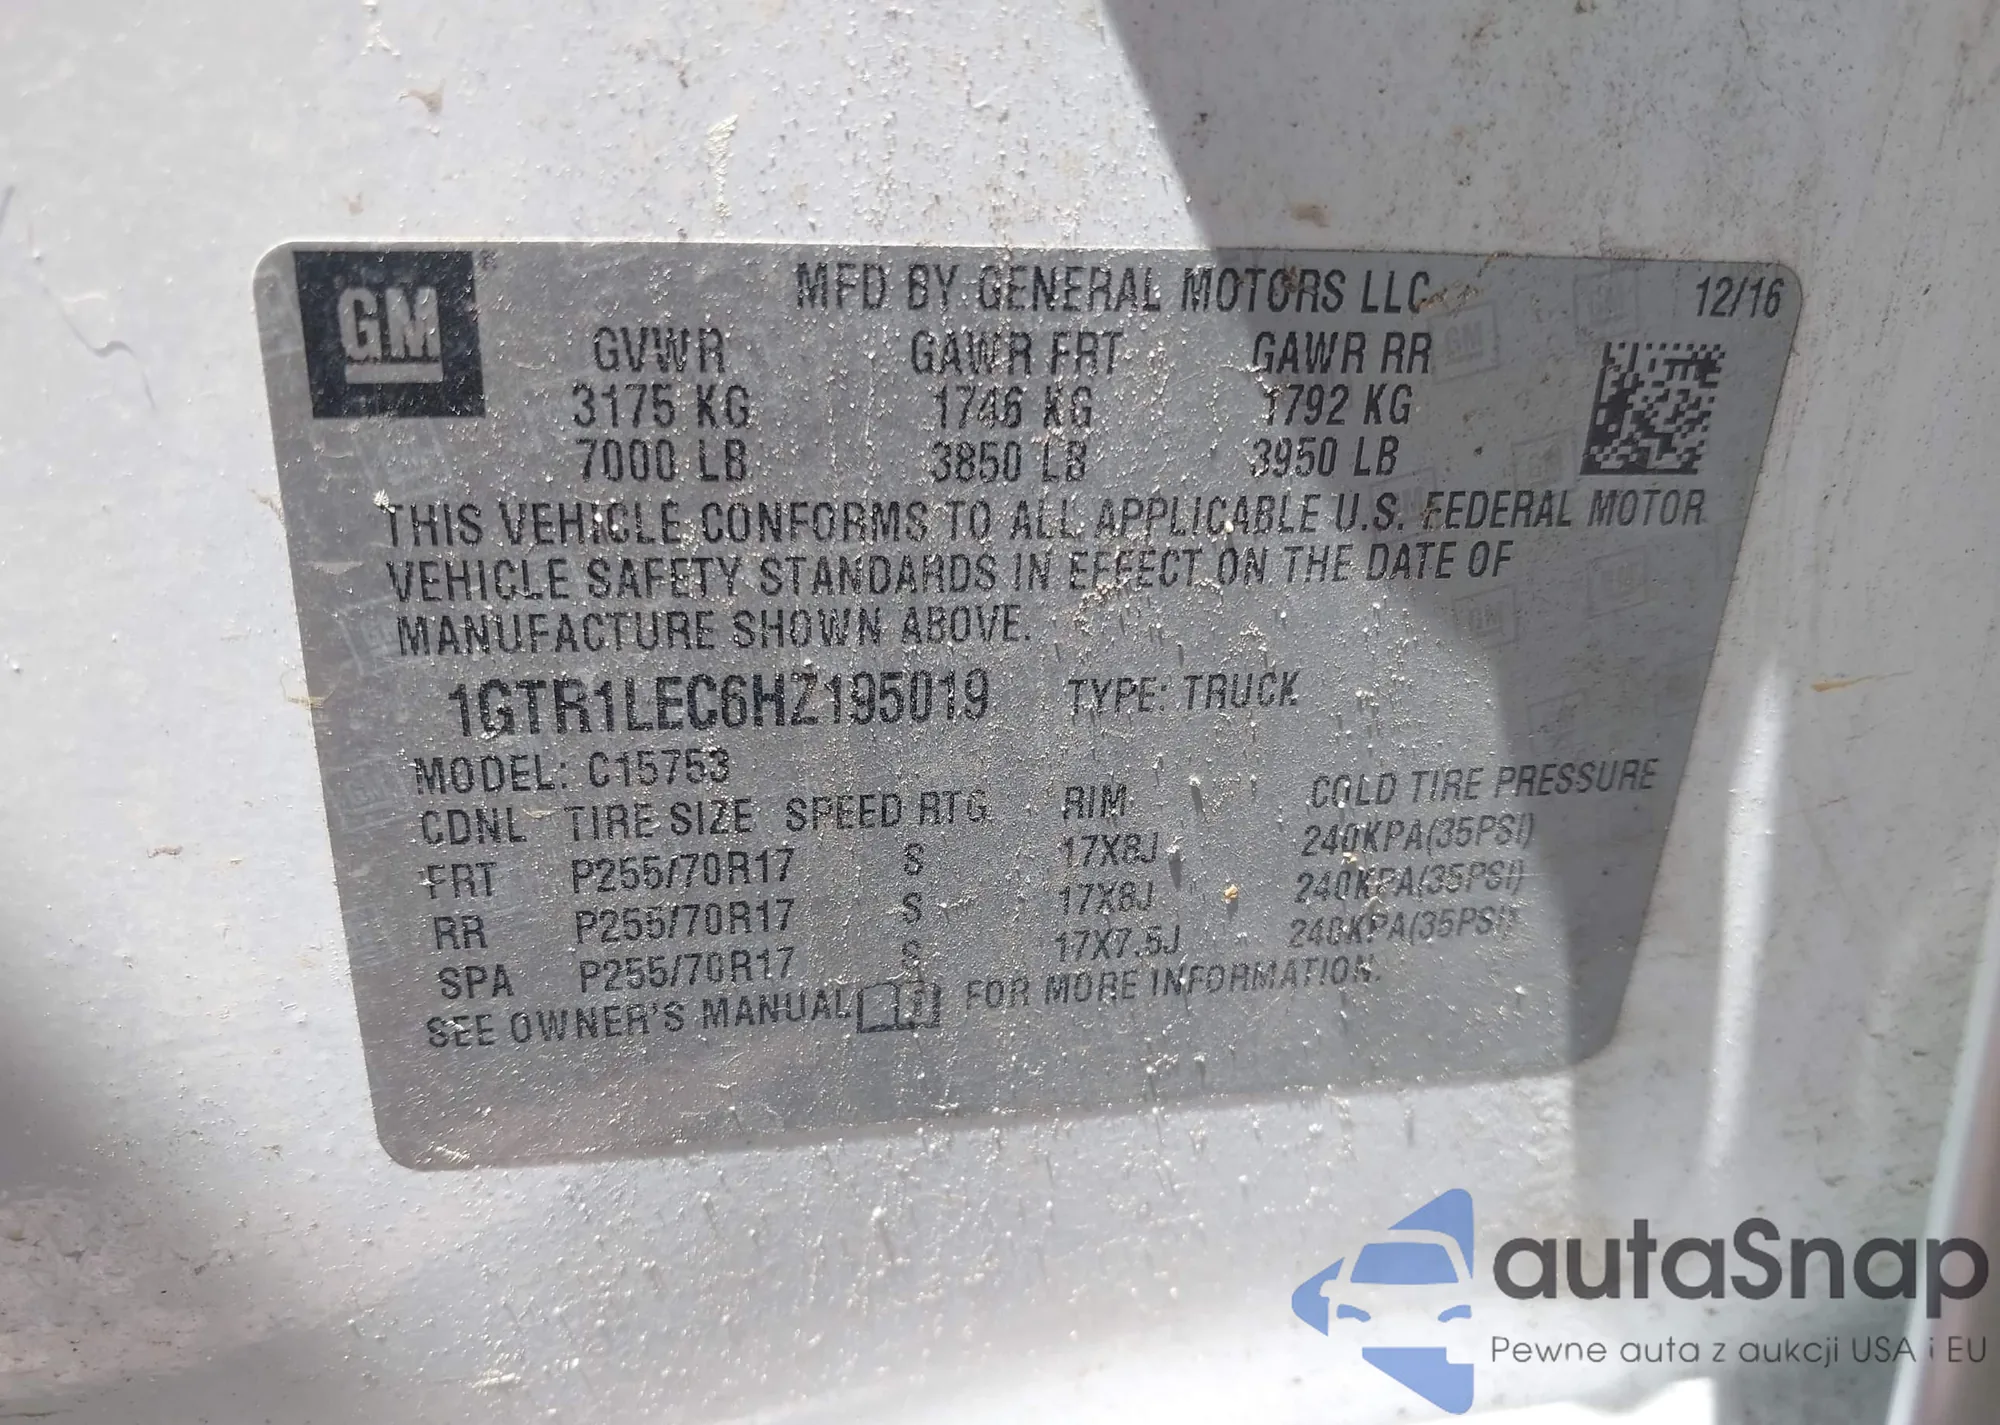 GM
MFD BY GENERAL MOTORS LLC 12/16
GVWR GAWR FRT GAWR RR
3175 KG 1746 KG 1792 KG
7000 LB 3850 LB 3950 LB
THIS VEHICLE CONFORMS TO ALL APPLICABLE U.S. FEDERAL MOTOR
VEHICLE SAFETY STANDARDS IN EFFECT ON THE DATE OF
MANUFACTURE SHOWN ABOVE.
1GTR1LEC6HZ195019 TYPE: TRUCK
MODEL: C15753
CDNL TIRE SIZE SPEED RTG RIM COLD TIRE PRESSURE
FRT P255/70R17 S 17X8J 240KPA(35PSI)
RR P255/70R17 S 17X8J 240KPA(35PSI)
SPA P255/70R17 S 17X7.5J 240KPA(35PSI)
SEE OWNER'S MANUAL FOR MORE INFORMATION.
autaSnap
Pewne auta z aukcji USA i EU